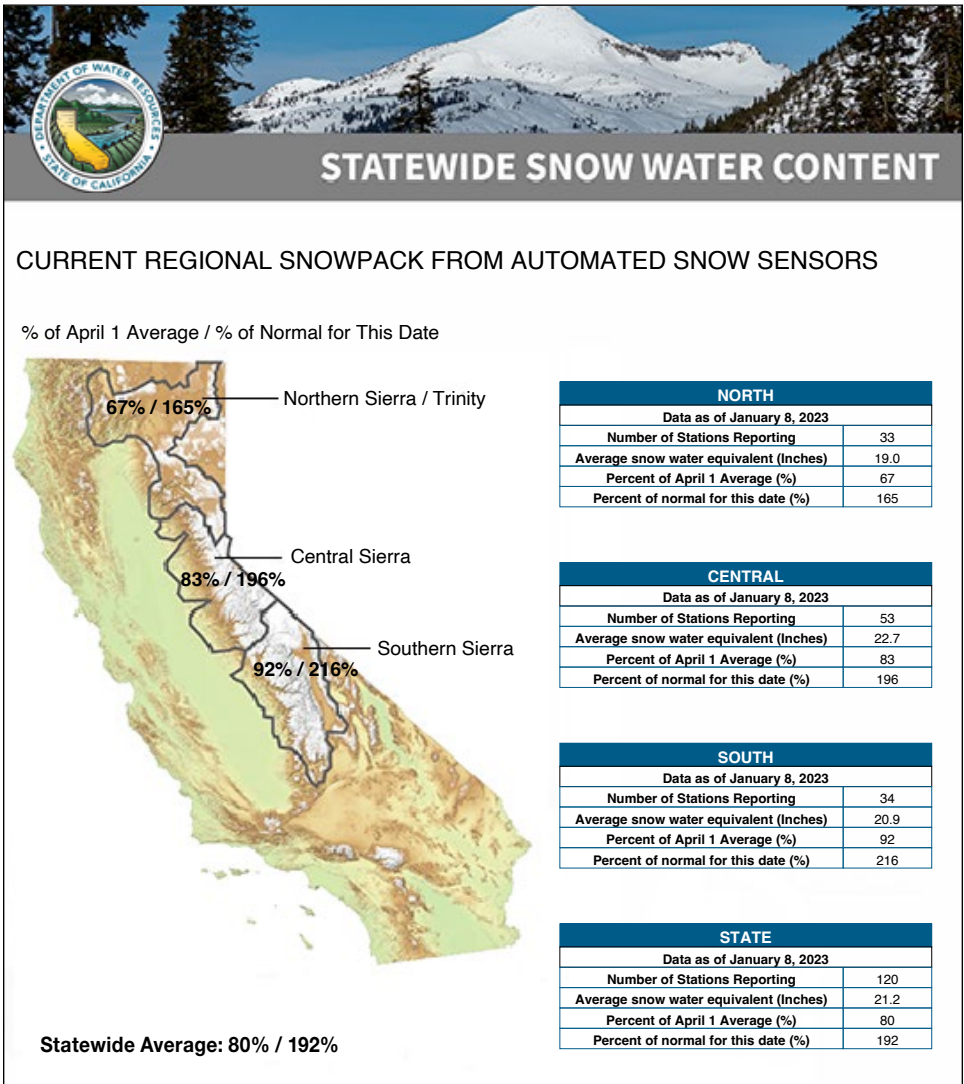 DEPARTMENT OF WATER RESOURCES
STATE OF CALIFORNIA
STATEWIDE SNOW WATER CONTENT
CURRENT REGIONAL SNOWPACK FROM AUTOMATED SNOW SENSORS
% of April 1 Average / % of Normal for This Date
67% / 165%
Northern Sierra / Trinity
Central Sierra
83% / 196%
Southern Sierra
92% / 216%
NORTH
Data as of January 8, 2023
Number of Stations Reporting 33
Average snow water equivalent (Inches) 19.0
Percent of April 1 Average (%) 67
Percent of normal for this date (%) 165
CENTRAL
Data as of January 8, 2023
Number of Stations Reporting 53
Average snow water equivalent (Inches) 22.7
Percent of April 1 Average (%) 83
Percent of normal for this date (%) 196
SOUTH
Data as of January 8, 2023
Number of Stations Reporting 34
Average snow water equivalent (Inches) 20.9
Percent of April 1 Average (%) 92
Percent of normal for this date (%) 216
STATE
Data as of January 8, 2023
Number of Stations Reporting 120
Average snow water equivalent (Inches) 21.2
Percent of April 1 Average (%) 80
Percent of normal for this date (%) 192
Statewide Average: 80% / 192%